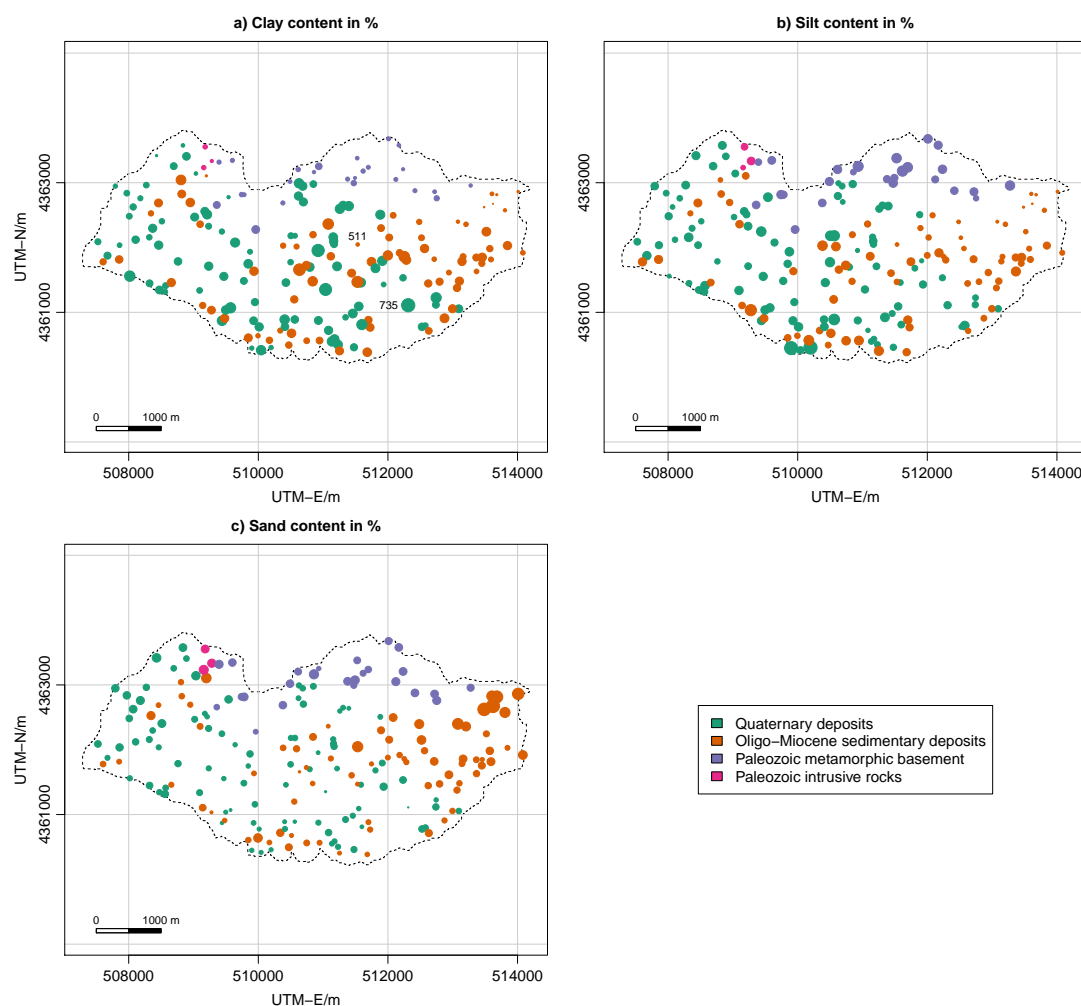 a) Clay content in %
b) Silt content in %
4363000
4361000
UTM−N/m
511
735
0 1000 m
508000 510000 512000 514000
UTM−E/m
4363000
4361000
UTM−N/m
0 1000 m
508000 510000 512000 514000
UTM−E/m
c) Sand content in %
4363000
4361000
UTM−N/m
0 1000 m
508000 510000 512000 514000
UTM−E/m
Quaternary deposits
Oligo−Miocene sedimentary deposits
Paleozoic metamorphic basement
Paleozoic intrusive rocks